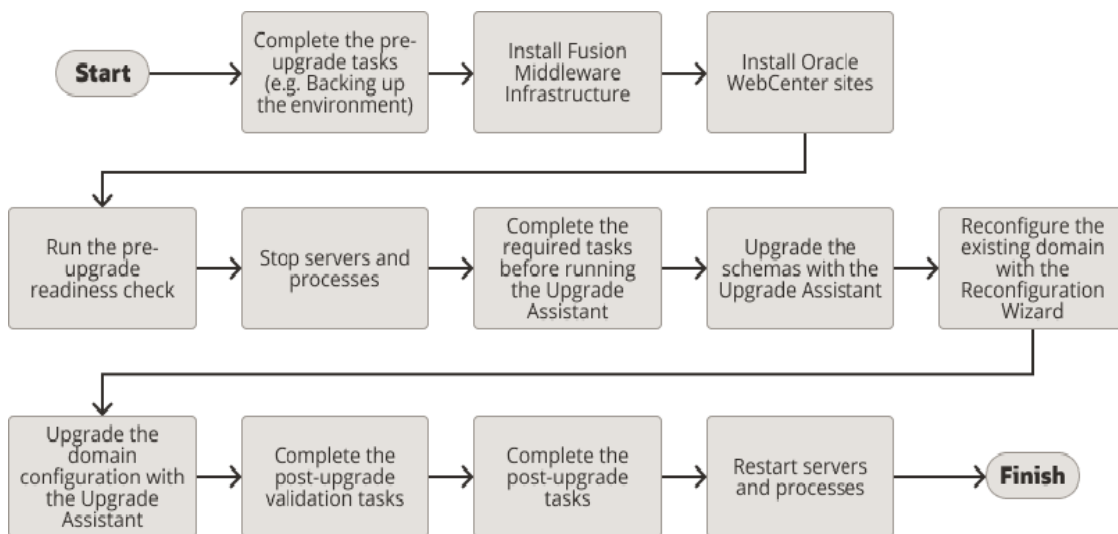 Start
Complete the pre-
upgrade tasks
(e.g. Backing up
the environment)
Install Fusion
Middleware
Infrastructure
Install Oracle
WebCenter sites
Run the pre-
upgrade
readiness check
Stop servers and
processes
Complete the
required tasks
before running
the Upgrade
Assistant
Upgrade the
schemas with the
Upgrade Assistant
Reconfigure the
existing domain
with the
Reconfiguration
Wizard
Upgrade the
domain
configuration with
the Upgrade
Assistant
Complete the
post-upgrade
validation tasks
Complete the
post-upgrade
tasks
Restart servers
and processes
Finish